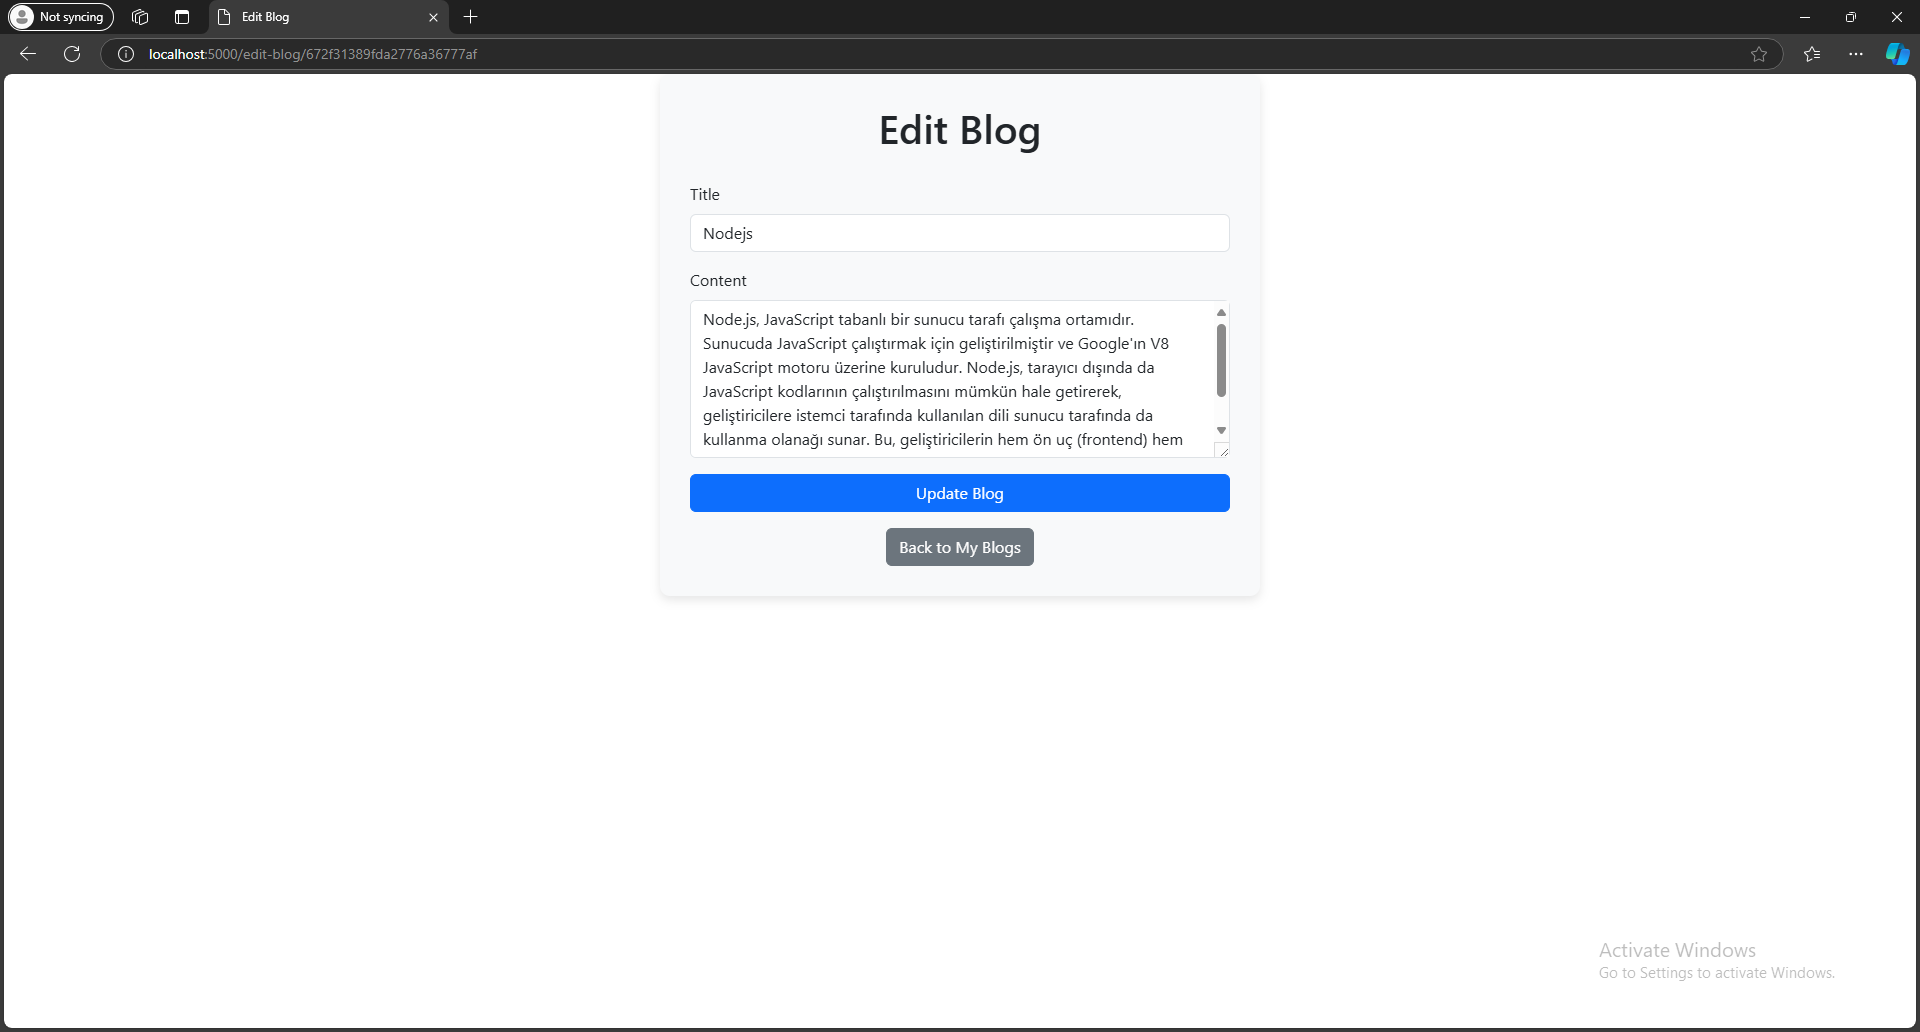 Not syncing
Edit Blog
localhost:5000/edit-blog/672f31389fda2776a36777af
Edit Blog
Title
Nodejs
Content
Node.js, JavaScript tabanlı bir sunucu tarafı çalışma ortamıdır.
Sunucuda JavaScript çalıştırmak için geliştirilmiştir ve Google'ın V8
JavaScript motoru üzerine kuruludur. Node.js, tarayıcı dışında da
JavaScript kodlarının çalıştırılmasını mümkün hale getirerek,
geliştiricilere istemci tarafında kullanılan dili sunucu tarafında da
kullanma olanağı sunar. Bu, geliştiricilerin hem ön uç (frontend) hem
Update Blog
Back to My Blogs
Activate Windows
Go to Settings to activate Windows.